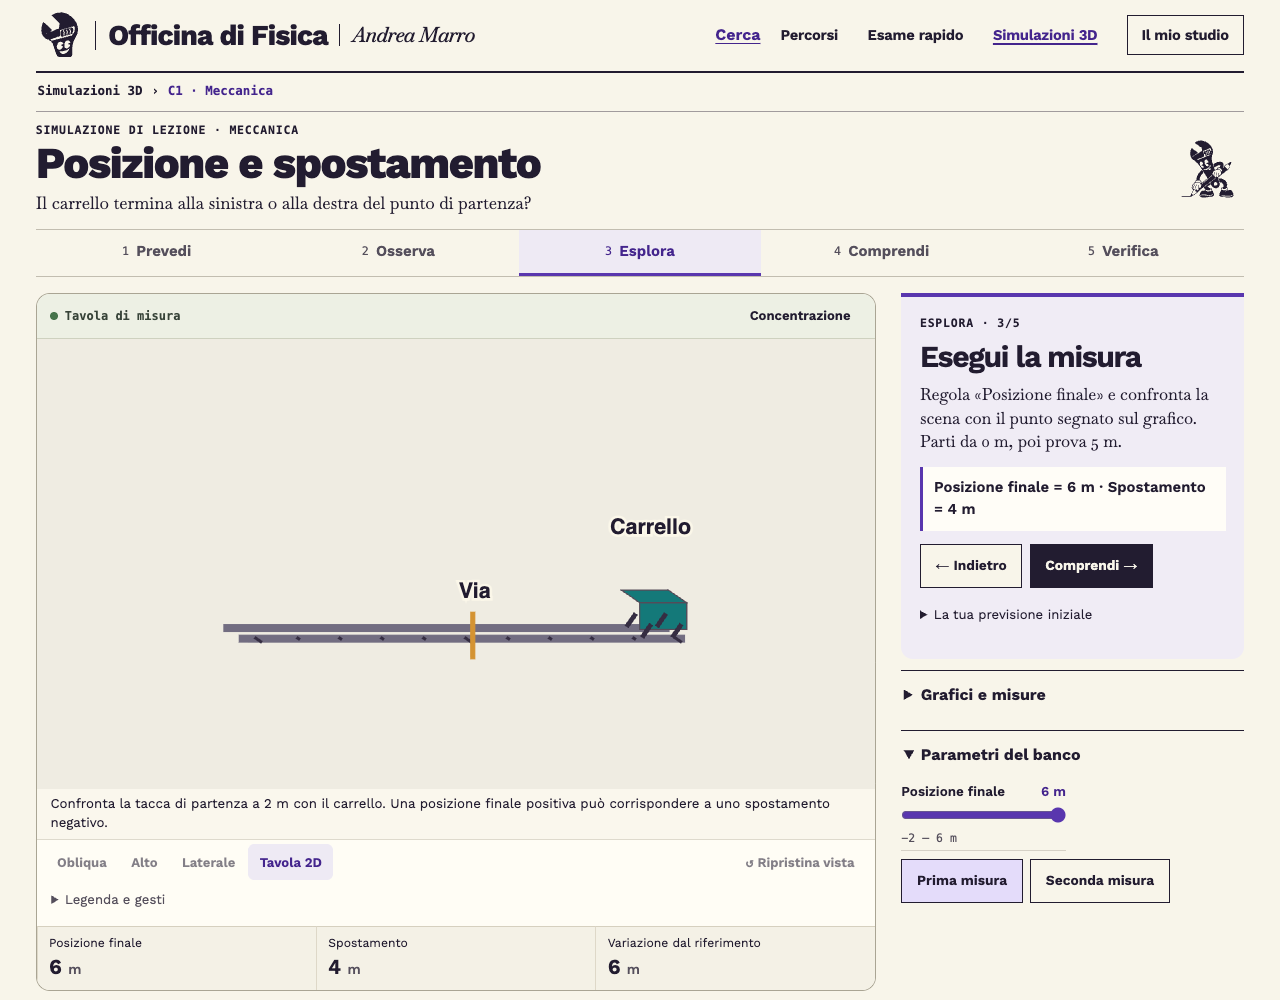 Officina di Fisica
Andrea Marro
Cerca
Percorsi
Esame rapido
Simulazioni 3D
Il mio studio
Simulazioni 3D › C1 · Meccanica
SIMULAZIONE DI LEZIONE · MECCANICA
Posizione e spostamento
Il carrello termina alla sinistra o alla destra del punto di partenza?
1 Prevedi
2 Osserva
3 Esplora
4 Comprendi
5 Verifica
Tavola di misura
Concentrazione
Carrello
Via
Confronta la tacca di partenza a 2 m con il carrello. Una posizione finale positiva può corrispondere a uno spostamento
negativo.
Obliqua
Alto
Laterale
Tavola 2D
↺ Ripristina vista
▶ Legenda e gesti
Posizione finale
6 m
Spostamento
4 m
Variazione dal riferimento
6 m
ESPLORA · 3/5
Esegui la misura
Regola «Posizione finale» e confronta la
scena con il punto segnato sul grafico.
Parti da 0 m, poi prova 5 m.
Posizione finale = 6 m · Spostamento
= 4 m
← Indietro
Comprendi →
▶ La tua previsione iniziale
▶ Grafici e misure
▼ Parametri del banco
Posizione finale 6 m
−2 — 6 m
Prima misura
Seconda misura